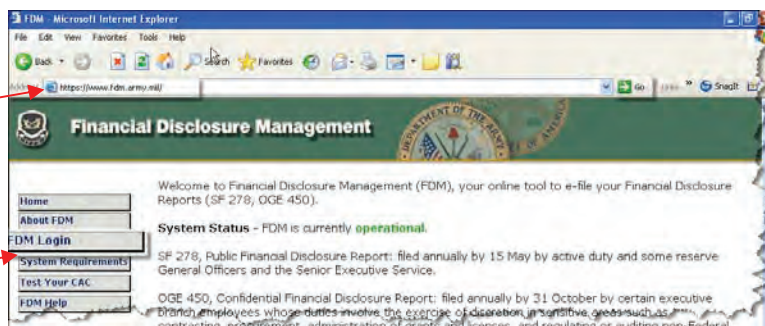 FDM - Microsoft Internet Explorer
File Edit View Favorites Tools Help
Back Search Favorites
https://www.fdm.army.mil/ Go SnagIt
Financial Disclosure Management
DEPARTMENT OF THE ARMY
Home
About FDM
FDM Login
System Requirements
Test Your CAC
FDM Help
Welcome to Financial Disclosure Management (FDM), your online tool to e-file your Financial Disclosure
Reports (SF 278, OGE 450).
System Status - FDM is currently operational.
SF 278, Public Financial Disclosure Report: filed annually by 15 May by active duty and some reserve
General Officers and the Senior Executive Service.
OGE 450, Confidential Financial Disclosure Report: filed annually by 31 October by certain executive
branch employees whose duties involve the exercise of discretion in sensitive areas such as
contracting, procurement, administration of grants and licenses, and regulating or auditing non-Federal